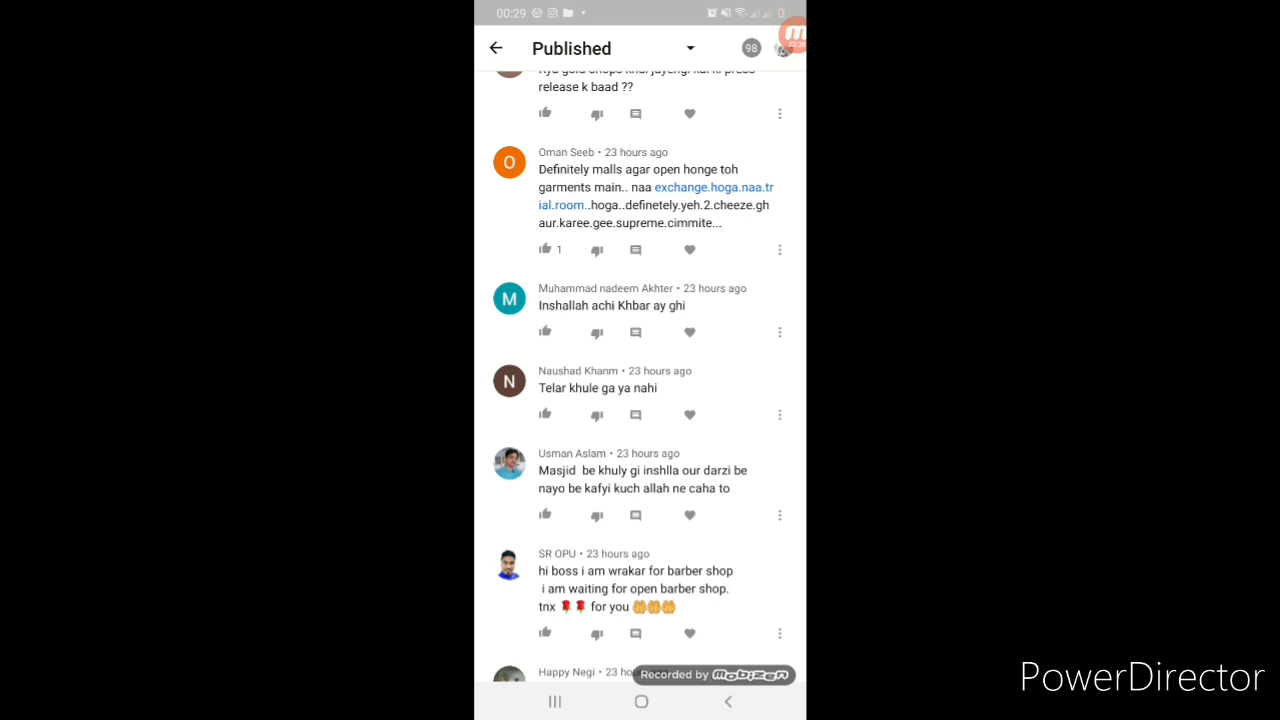 00:29
Published
98
release k baad ??
Oman Seeb • 23 hours ago
Definitely malls agar open honge toh
garments main.. naa exchange.hoga.naa.tr
ial.room..hoga..definetely.yeh.2.cheeze.gh
aur.karee.gee.supreme.cimmite...
1
Muhammad nadeem Akhter • 23 hours ago
Inshallah achi Khbar ay ghi
Naushad Khanm • 23 hours ago
Telar khule ga ya nahi
Usman Aslam • 23 hours ago
Masjid be khuly gi inshlla our darzi be
nayo be kafyi kuch allah ne caha to
SR OPU • 23 hours ago
hi boss i am wrakar for barber shop
i am waiting for open barber shop.
tnx 🌹🌹 for you 🤲🤲🤲
Happy Negi • 23 hou
Recorded by mobizen
PowerDirector
O
M
N